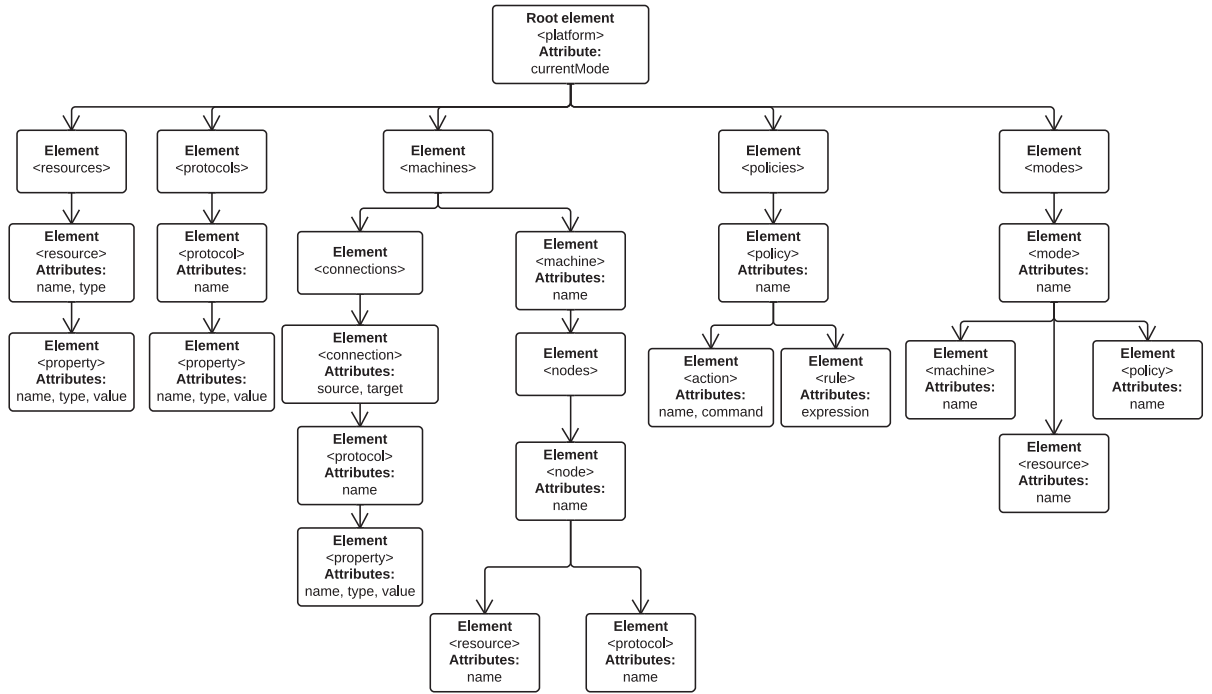 Root element
<platform>
Attribute:
currentMode
Element
<resources>
Element
<protocols>
Element
<machines>
Element
<policies>
Element
<modes>
Element
<resource>
Attributes:
name, type
Element
<protocol>
Attributes:
name
Element
<connections>
Element
<machine>
Attributes:
name
Element
<policy>
Attributes:
name
Element
<mode>
Attributes:
name
Element
<property>
Attributes:
name, type, value
Element
<property>
Attributes:
name, type, value
Element
<connection>
Attributes:
source, target
Element
<nodes>
Element
<action>
Attributes:
name, command
Element
<rule>
Attributes:
expression
Element
<machine>
Attributes:
name
Element
<policy>
Attributes:
name
Element
<protocol>
Attributes:
name
Element
<node>
Attributes:
name
Element
<resource>
Attributes:
name
Element
<property>
Attributes:
name, type, value
Element
<resource>
Attributes:
name
Element
<protocol>
Attributes:
name